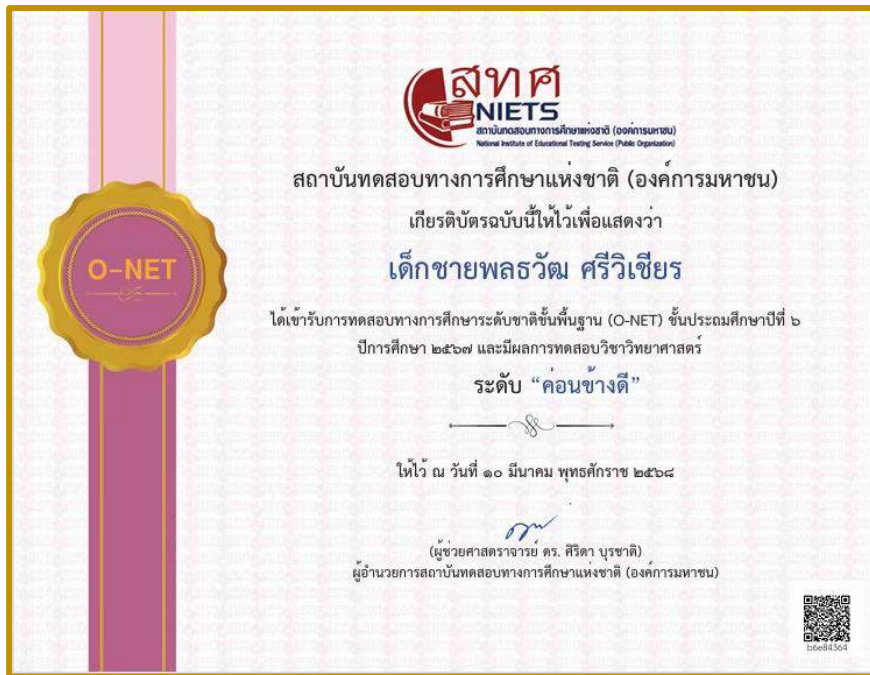 สทศ
NIETS
สถาบันทดสอบทางการศึกษาแห่งชาติ (องค์การมหาชน)
National Institute of Educational Testing Service (Public Organization)
สถาบันทดสอบทางการศึกษาแห่งชาติ (องค์การมหาชน)
เกียรติบัตรฉบับนี้ให้ไว้เพื่อแสดงว่า
เด็กชายพลธวัฒ ศรีวิเชียร
O-NET
ได้เข้ารับการทดสอบทางการศึกษาระดับชาติขั้นพื้นฐาน (O-NET) ชั้นประถมศึกษาปีที่ ๖
ปีการศึกษา ๒๕๖๗ และมีผลการทดสอบวิชาวิทยาศาสตร์
ระดับ “ค่อนข้างดี”
ให้ไว้ ณ วันที่ ๑๐ มีนาคม พุทธศักราช ๒๕๖๘
(ผู้ช่วยศาสตราจารย์ ดร. ศิริดา บุรชาติ)
ผู้อำนวยการสถาบันทดสอบทางการศึกษาแห่งชาติ (องค์การมหาชน)
b6e84364